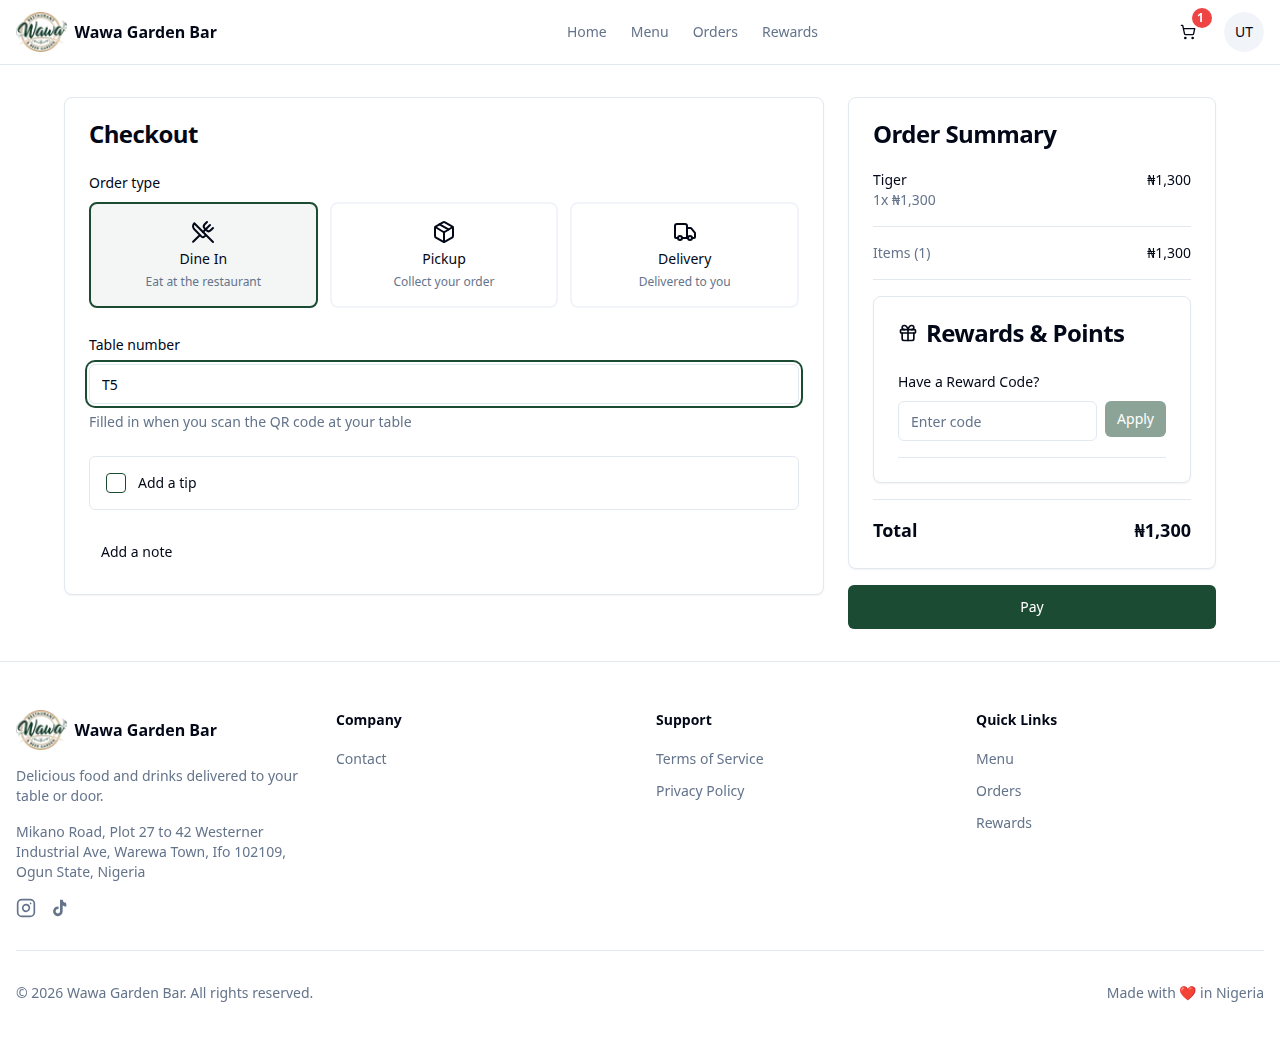 Wawa
Wawa Garden Bar
Home
Menu
Orders
Rewards
1
UT
Checkout
Order type
Dine In
Eat at the restaurant
Pickup
Collect your order
Delivery
Delivered to you
Table number
T5
Filled in when you scan the QR code at your table
Add a tip
Add a note
Order Summary
Tiger ₦1,300
1x ₦1,300
Items (1) ₦1,300
Rewards & Points
Have a Reward Code?
Enter code
Apply
Total ₦1,300
Pay
Wawa
Wawa Garden Bar
Delicious food and drinks delivered to your
table or door.
Mikano Road, Plot 27 to 42 Westerner
Industrial Ave, Warewa Town, Ifo 102109,
Ogun State, Nigeria
Company
Contact
Support
Terms of Service
Privacy Policy
Quick Links
Menu
Orders
Rewards
© 2026 Wawa Garden Bar. All rights reserved.
Made with ❤️ in Nigeria